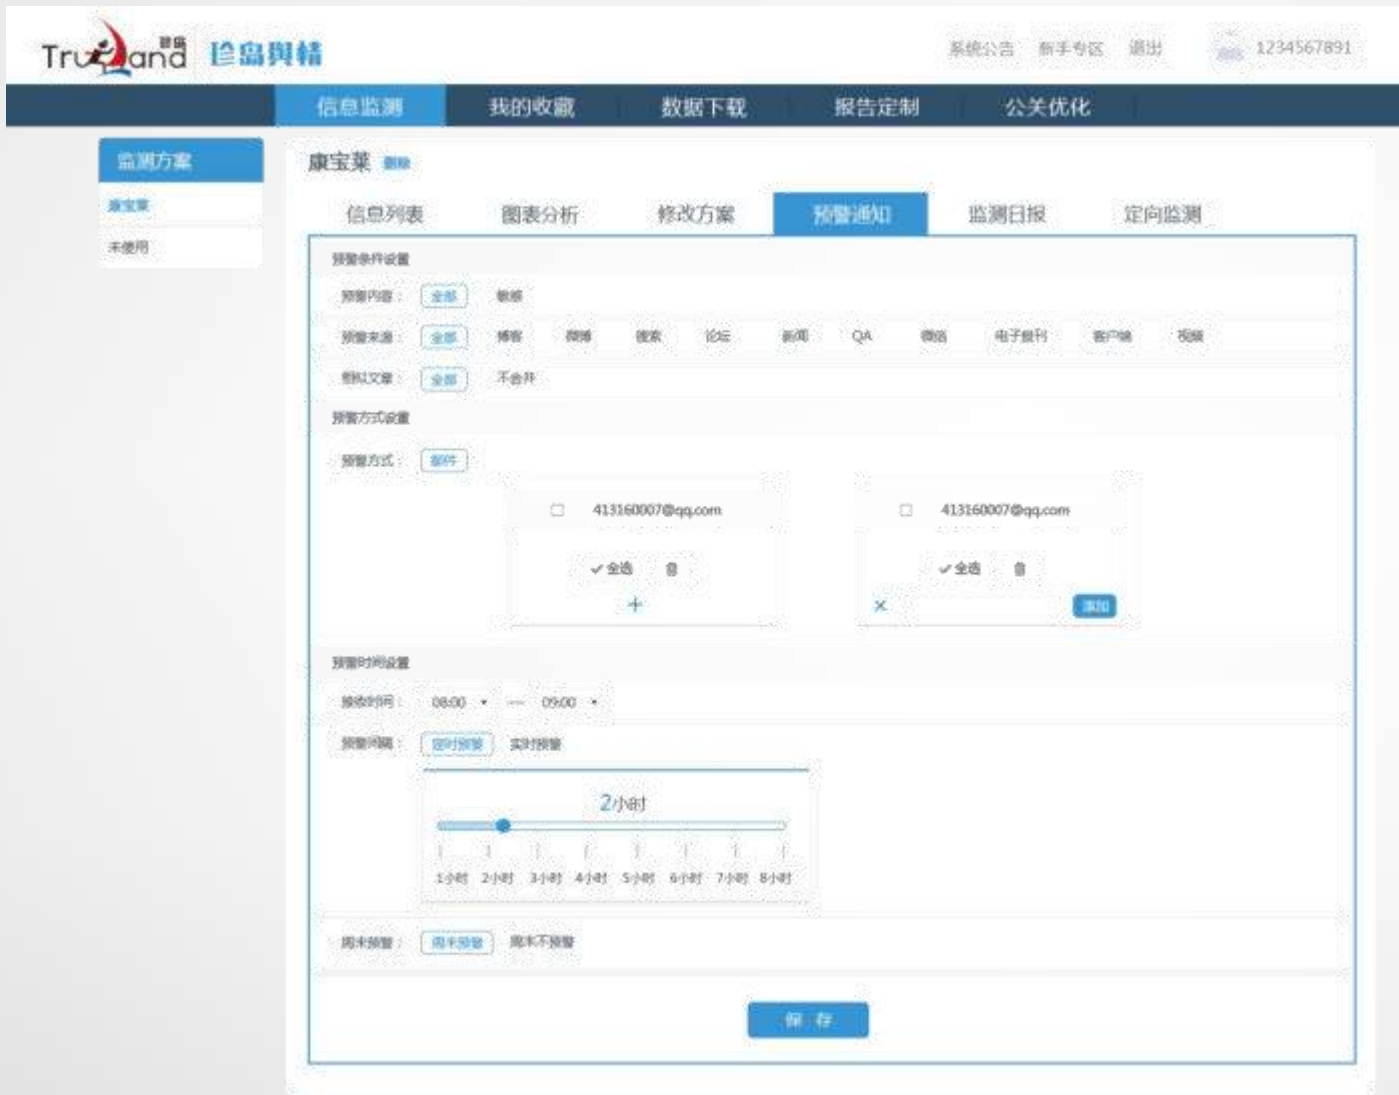 Trueland 珍岛 珍岛舆情
系统公告 新手专区 退出 1234567891
信息监测 我的收藏 数据下载 报告定制 公关优化
监测方案
康宝莱
未使用
康宝莱 删除
信息列表 图表分析 修改方案 预警通知 监测日报 定向监测
预警条件设置
预警内容: 全部 敏感
预警来源: 全部 博客 微博 搜索 论坛 新闻 QA 微信 电子报刊 客户端 视频
相似文章: 全部 不合并
预警方式设置
预警方式: 邮件
413160007@qq.com 413160007@qq.com
全选 全选
添加
预警时间设置
接收时间: 08:00 — 09:00
预警间隔: 定时预警 实时预警
2小时
1小时 2小时 3小时 4小时 5小时 6小时 7小时 8小时
周末预警: 周末预警 周末不预警
保 存